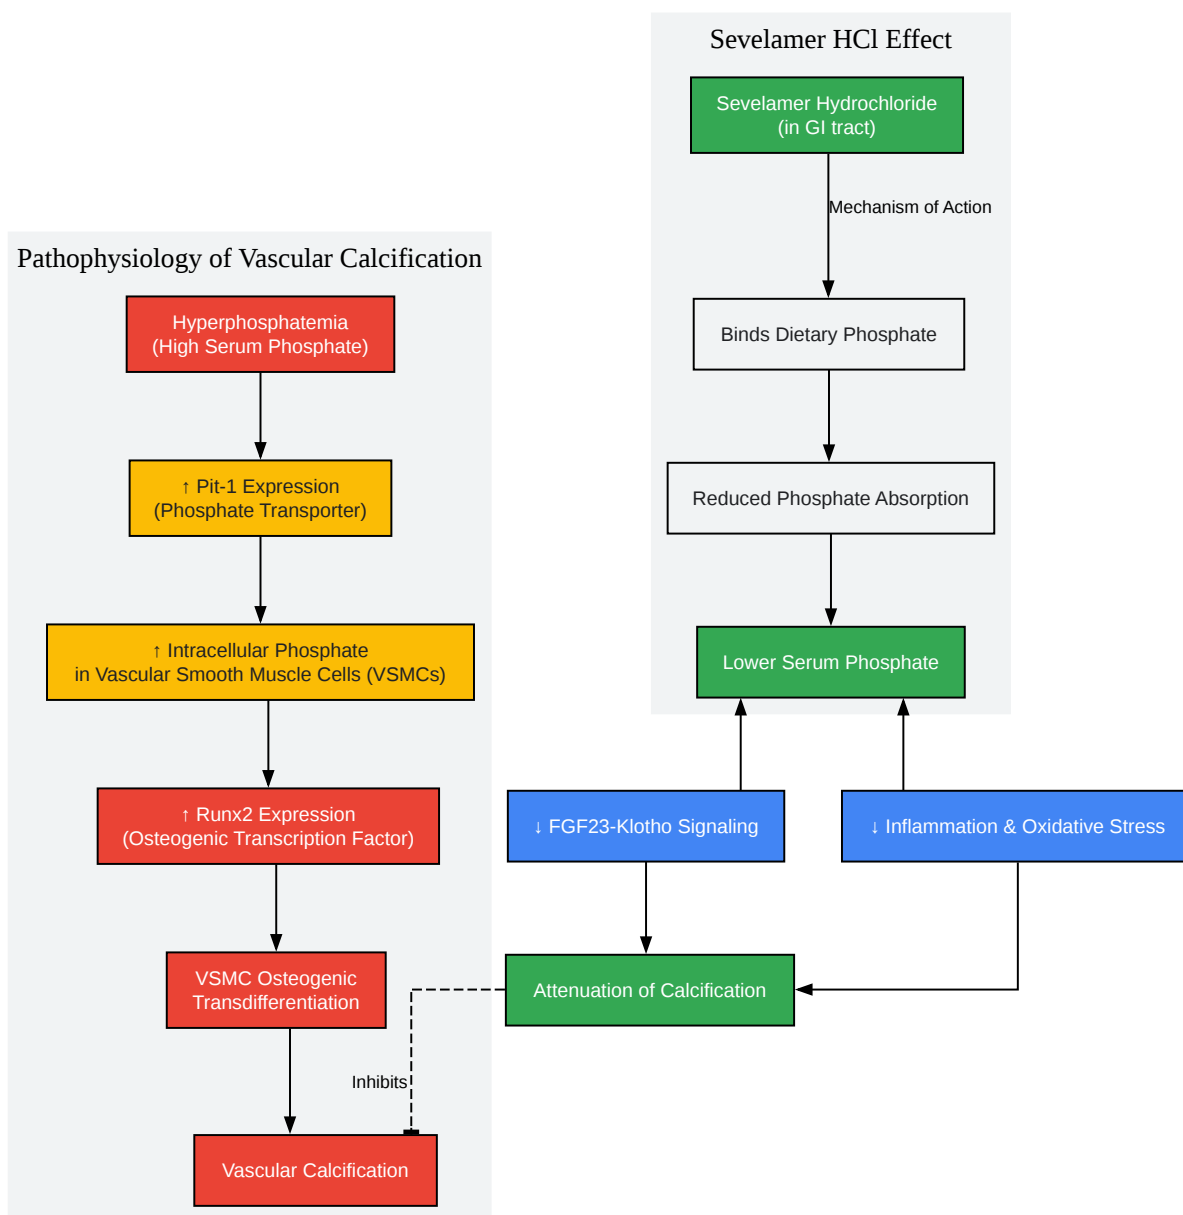 Sevelamer HCl Effect
Sevelamer Hydrochloride
(in GI tract)
Mechanism of Action
Binds Dietary Phosphate
Reduced Phosphate Absorption
Lower Serum Phosphate
Pathophysiology of Vascular Calcification
Hyperphosphatemia
(High Serum Phosphate)
↑ Pit-1 Expression
(Phosphate Transporter)
↑ Intracellular Phosphate
in Vascular Smooth Muscle Cells (VSMCs)
↑ Runx2 Expression
(Osteogenic Transcription Factor)
VSMC Osteogenic
Transdifferentiation
Vascular Calcification
↓ FGF23-Klotho Signaling
↓ Inflammation & Oxidative Stress
Attenuation of Calcification
Inhibits